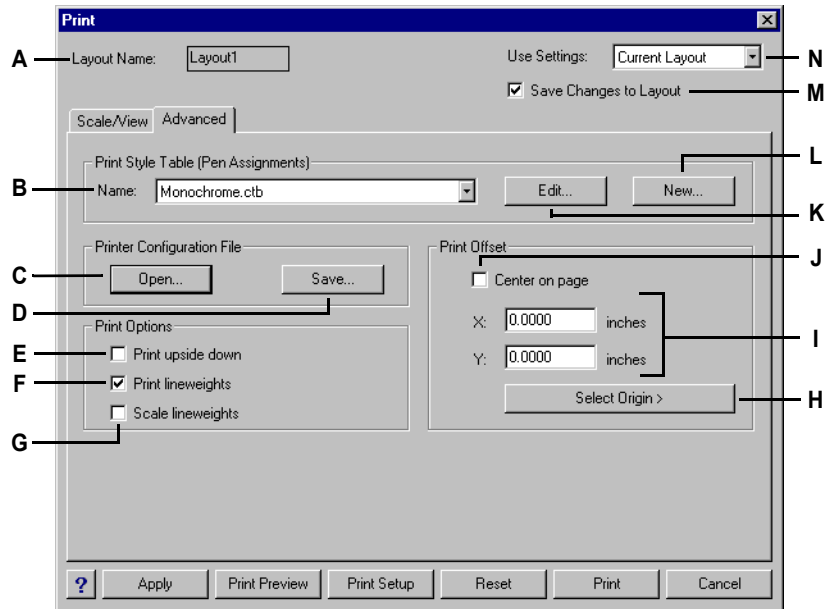 Print
A Layout Name: Layout1 Use Settings: Current Layout N
Save Changes to Layout M
Scale/View Advanced
Print Style Table (Pen Assignments) L
B Name: Monochrome.ctb Edit... New...
K
Printer Configuration File Print Offset J
C Open... Save... Center on page
D
X: 0.0000 inches
Print Options I
E Print upside down Y: 0.0000 inches
F Print lineweights
Select Origin > H
G Scale lineweights
? Apply Print Preview Print Setup Reset Print Cancel